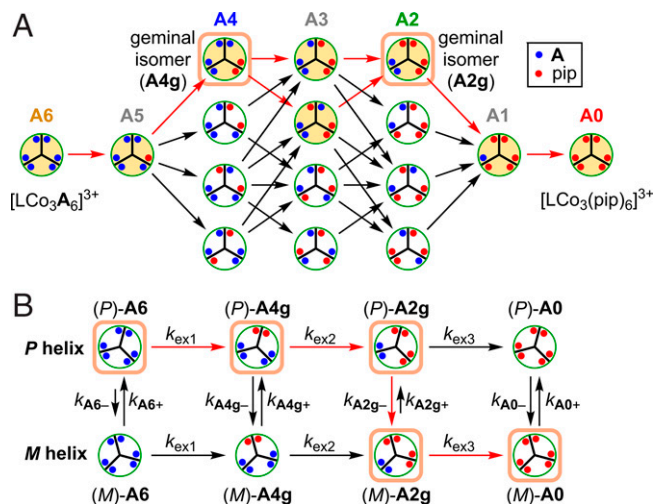 A
A4
A3
A2
geminal
isomer
(A4g)
geminal
isomer
(A2g)
A
pip
A6
A5
A1
A0
[LCo₃A₆]³⁺
[LCo₃(pip)₆]³⁺
B
(P)-A6
(P)-A4g
(P)-A2g
(P)-A0
P helix
kex1
kex2
kex3
kA6−
kA6+
kA4g−
kA4g+
kA2g−
kA2g+
kA0−
kA0+
M helix
kex1
kex2
kex3
(M)-A6
(M)-A4g
(M)-A2g
(M)-A0